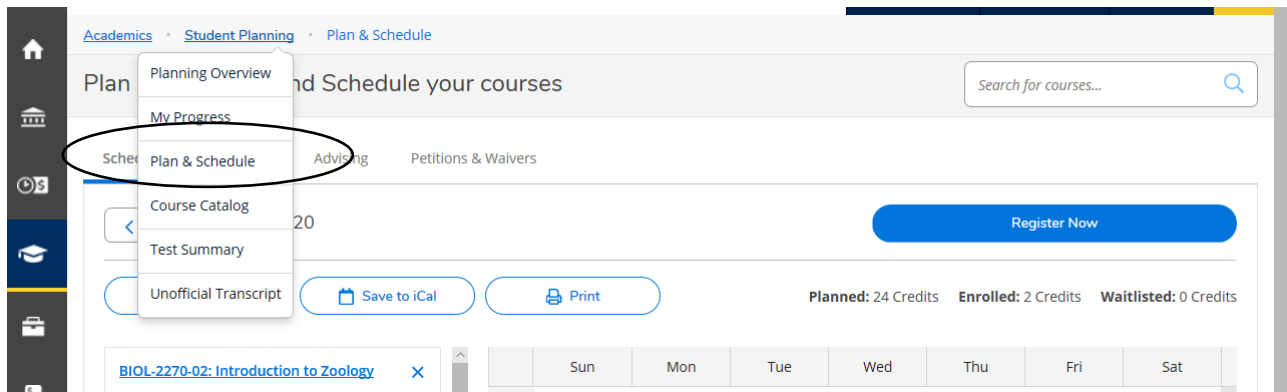 Academics · Student Planning · Plan & Schedule
Planning Overview
Plan nd Schedule your courses
Search for courses...
My Progress
Sched Plan & Schedule Advising Petitions & Waivers
Course Catalog
20
Register Now
Test Summary
Unofficial Transcript
Save to iCal
Print
Planned: 24 Credits Enrolled: 2 Credits Waitlisted: 0 Credits
BIOL-2270-02: Introduction to Zoology
Sun Mon Tue Wed Thu Fri Sat